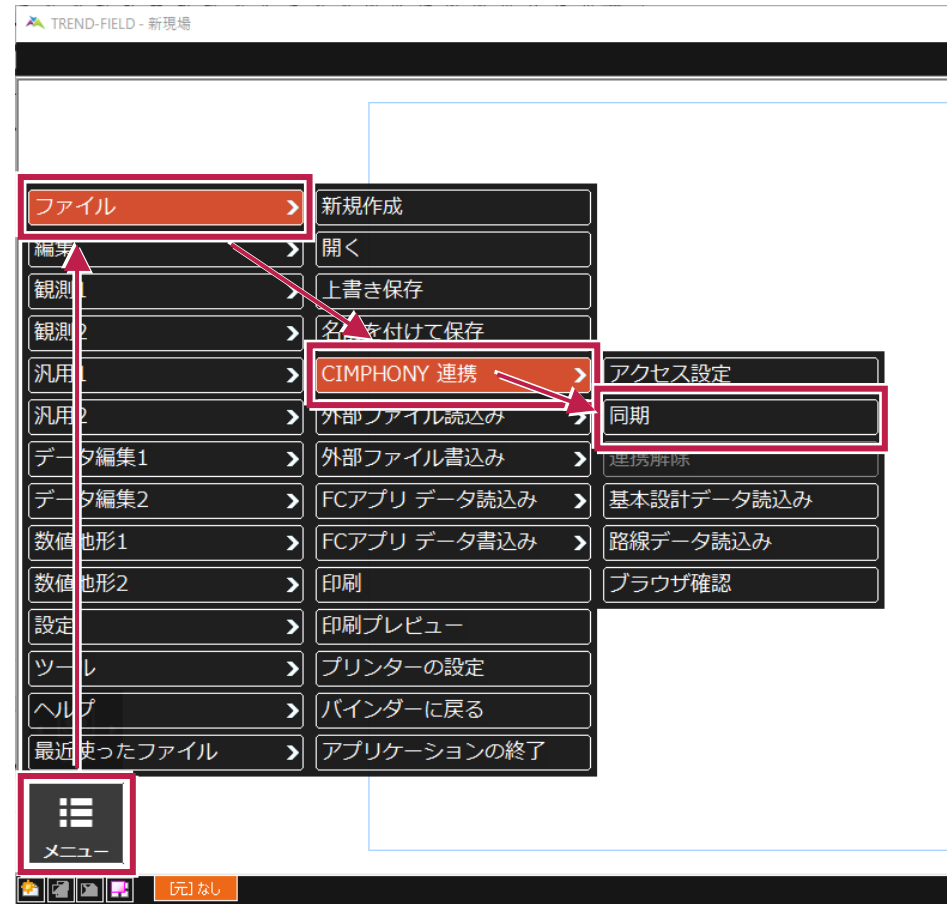 TREND-FIELD - 新現場
ファイル
編集
観測1
観測2
汎用1
汎用2
データ編集1
データ編集2
数値地形1
数値地形2
設定
ツール
ヘルプ
最近使ったファイル
新規作成
開く
上書き保存
名前を付けて保存
CIMPHONY 連携
外部ファイル読込み
外部ファイル書込み
FCアプリ データ読込み
FCアプリ データ書込み
印刷
印刷プレビュー
プリンターの設定
バインダーに戻る
アプリケーションの終了
アクセス設定
同期
連携解除
基本設計データ読込み
路線データ読込み
ブラウザ確認
メニュー
[元] なし